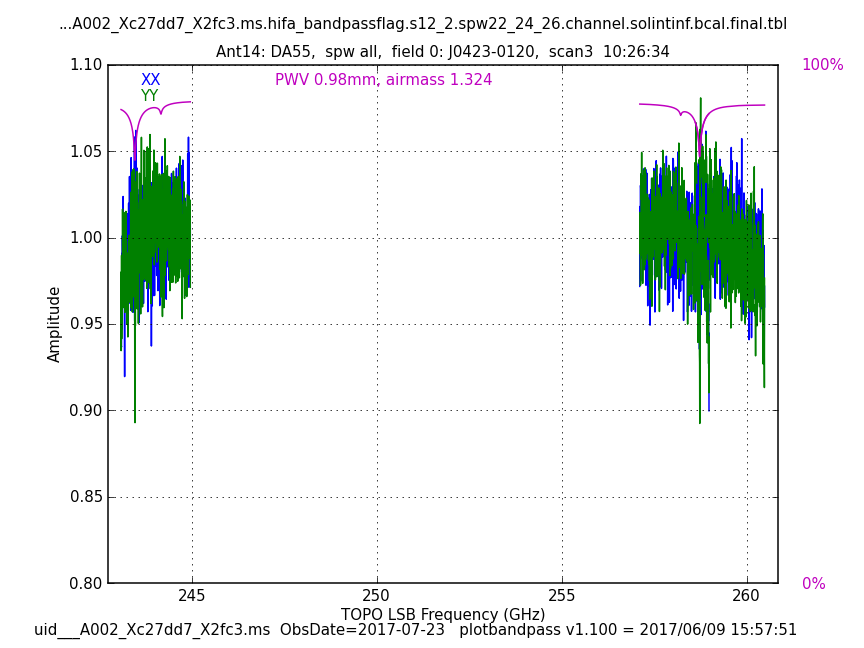 ...A002_Xc27dd7_X2fc3.ms.hifa_bandpassflag.s12_2.spw22_24_26.channel.solintinf.bcal.final.tbl
Ant14: DA55,  spw all,  field 0: J0423-0120,  scan3  10:26:34
1.10
XX
PWV 0.98mm, airmass 1.324
100%
YY
1.05
1.00
0.95
0.90
0.85
0.80
0%
Amplitude
245
250
255
260
TOPO LSB Frequency (GHz)
uid___A002_Xc27dd7_X2fc3.ms  ObsDate=2017-07-23   plotbandpass v1.100 = 2017/06/09 15:57:51